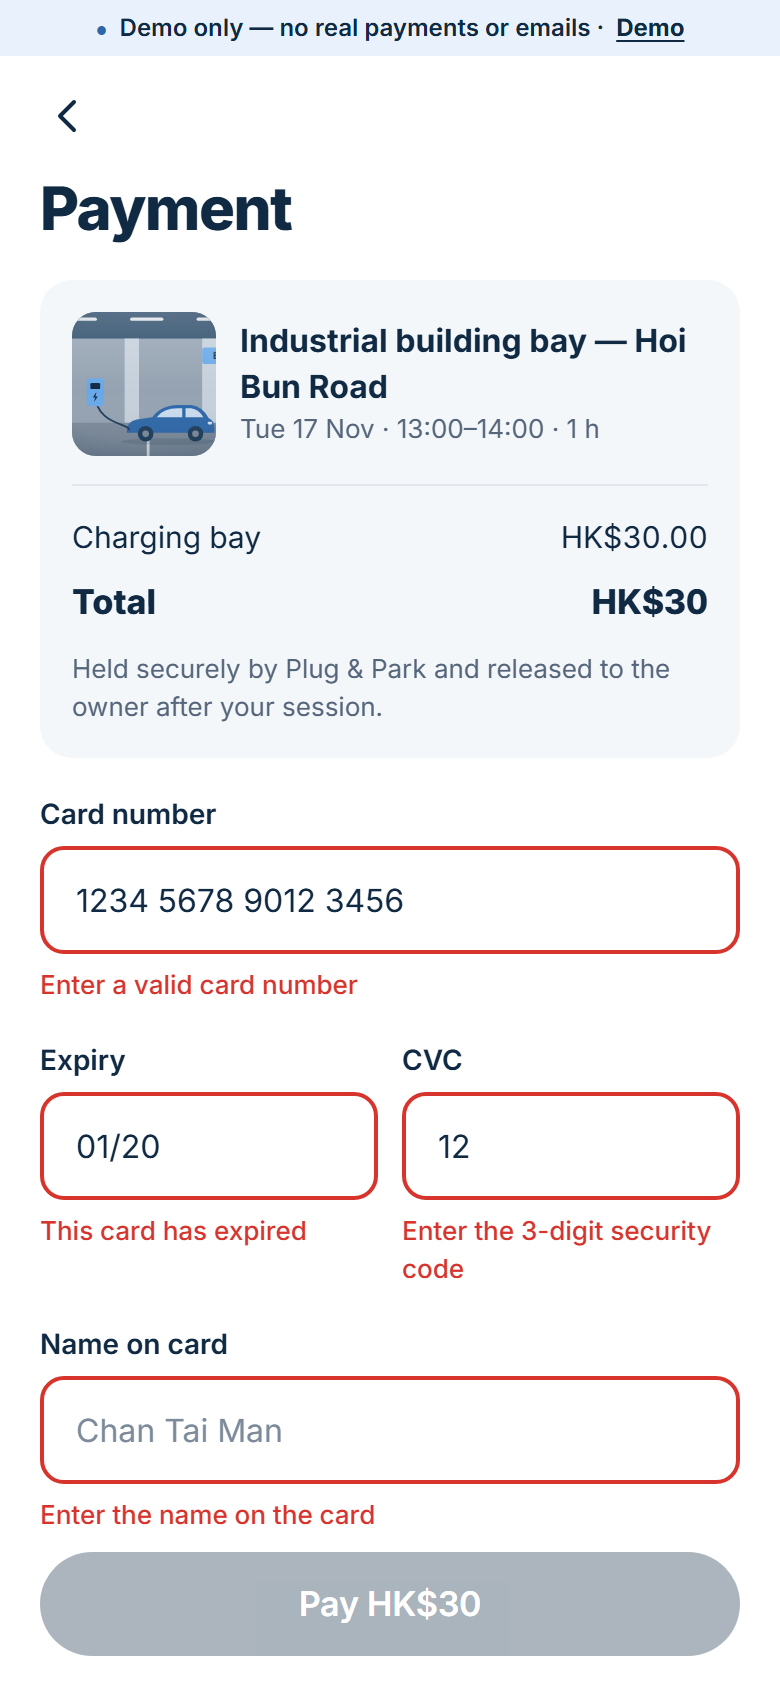 Demo only — no real payments or emails · Demo
Payment
Industrial building bay — Hoi
Bun Road
Tue 17 Nov · 13:00–14:00 · 1 h
Charging bay HK$30.00
Total HK$30
Held securely by Plug & Park and released to the
owner after your session.
Card number
1234 5678 9012 3456
Enter a valid card number
Expiry CVC
01/20 12
This card has expired Enter the 3-digit security
code
Name on card
Chan Tai Man
Enter the name on the card
Pay HK$30